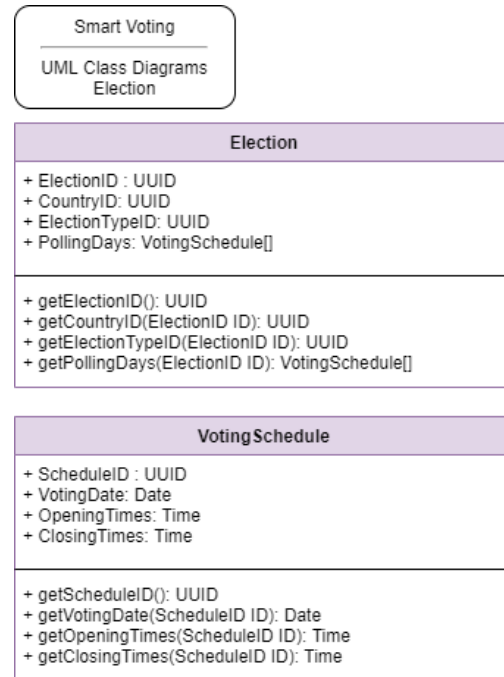 Smart Voting
UML Class Diagrams
Election
Election
+ ElectionID : UUID
+ CountryID: UUID
+ ElectionTypeID: UUID
+ PollingDays: VotingSchedule[]
+ getElectionID(): UUID
+ getCountryID(ElectionID ID): UUID
+ getElectionTypeID(ElectionID ID): UUID
+ getPollingDays(ElectionID ID): VotingSchedule[]
VotingSchedule
+ ScheduleID : UUID
+ VotingDate: Date
+ OpeningTimes: Time
+ ClosingTimes: Time
+ getScheduleID(): UUID
+ getVotingDate(ScheduleID ID): Date
+ getOpeningTimes(ScheduleID ID): Time
+ getClosingTimes(ScheduleID ID): Time